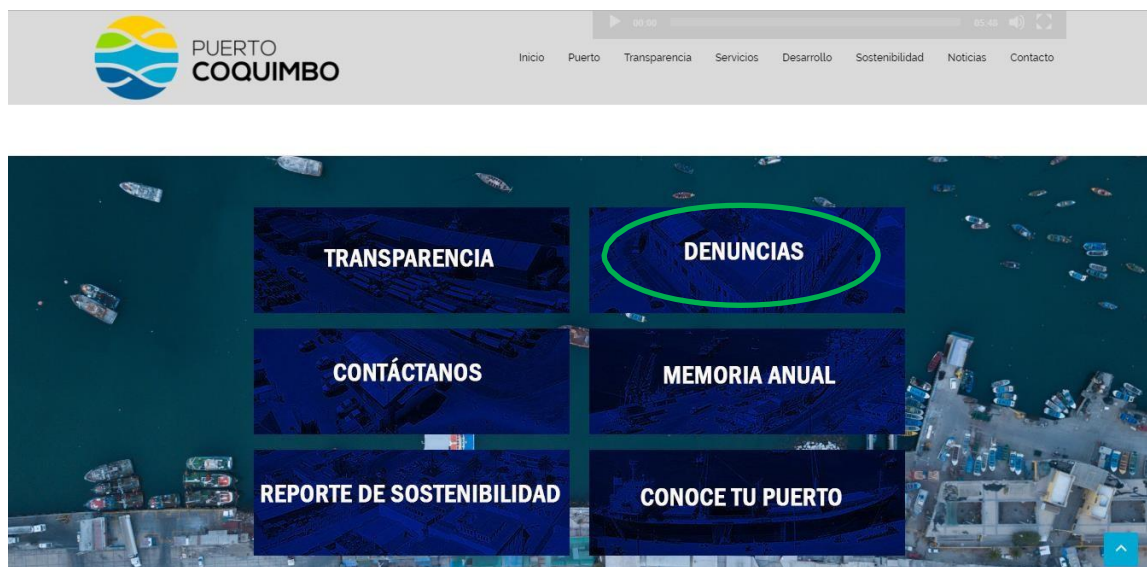 00:00 05:40
PUERTO
COQUIMBO
Inicio Puerto Transparencia Servicios Desarrollo Sostenibilidad Noticias Contacto
TRANSPARENCIA
DENUNCIAS
CONTÁCTANOS
MEMORIA ANUAL
REPORTE DE SOSTENIBILIDAD
CONOCE TU PUERTO